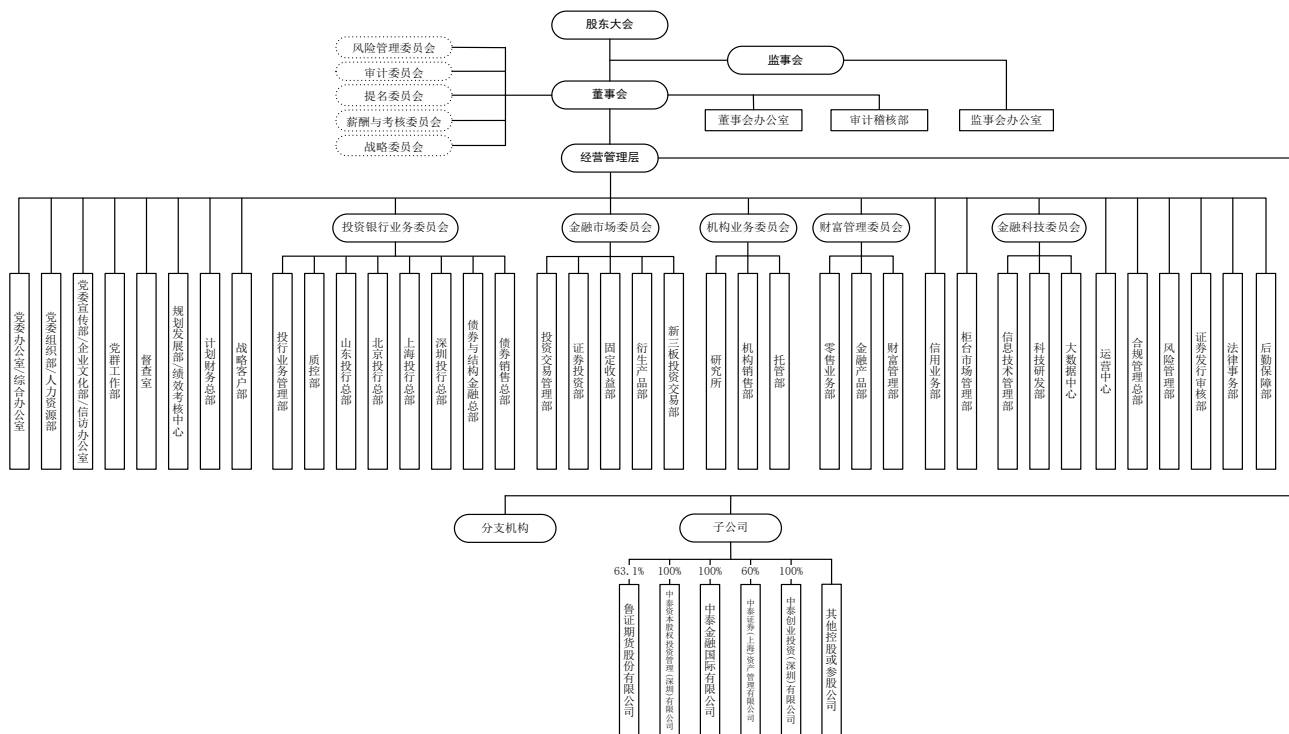 股东大会
风险管理委员会
审计委员会
提名委员会
薪酬与考核委员会
战略委员会
监事会
董事会
董事会办公室
审计稽核部
监事会办公室
经营管理层
投资银行业务委员会
金融市场委员会
机构业务委员会
财富管理委员会
金融科技委员会
党委办公室/综合办公室
党委组织部/人力资源部
党委宣传部/企业文化部/信访办公室
党群工作部
督查室
规划发展部/绩效考核中心
计划财务总部
战略客户部
投行业务管理部
质控部
山东投行总部
北京投行总部
上海投行总部
深圳投行总部
债券与结构金融总部
债券销售总部
投资交易管理部
证券投资部
固定收益部
衍生产品部
新三板投资交易部
研究所
机构销售部
托管部
零售业务部
金融产品部
财富管理部
信用业务部
柜台市场管理部
信息技术管理部
科技研发部
大数据中心
运营中心
合规管理总部
风险管理部
证券发行审核部
法律事务部
后勤保障部
分支机构
子公司
63.1%
100%
100%
60%
100%
鲁证期货股份有限公司
中泰资本股权投资管理(深圳)有限公司
中泰金融国际有限公司
中泰证券(上海)资产管理有限公司
中泰创业投资(深圳)有限公司
其他控股或参股公司